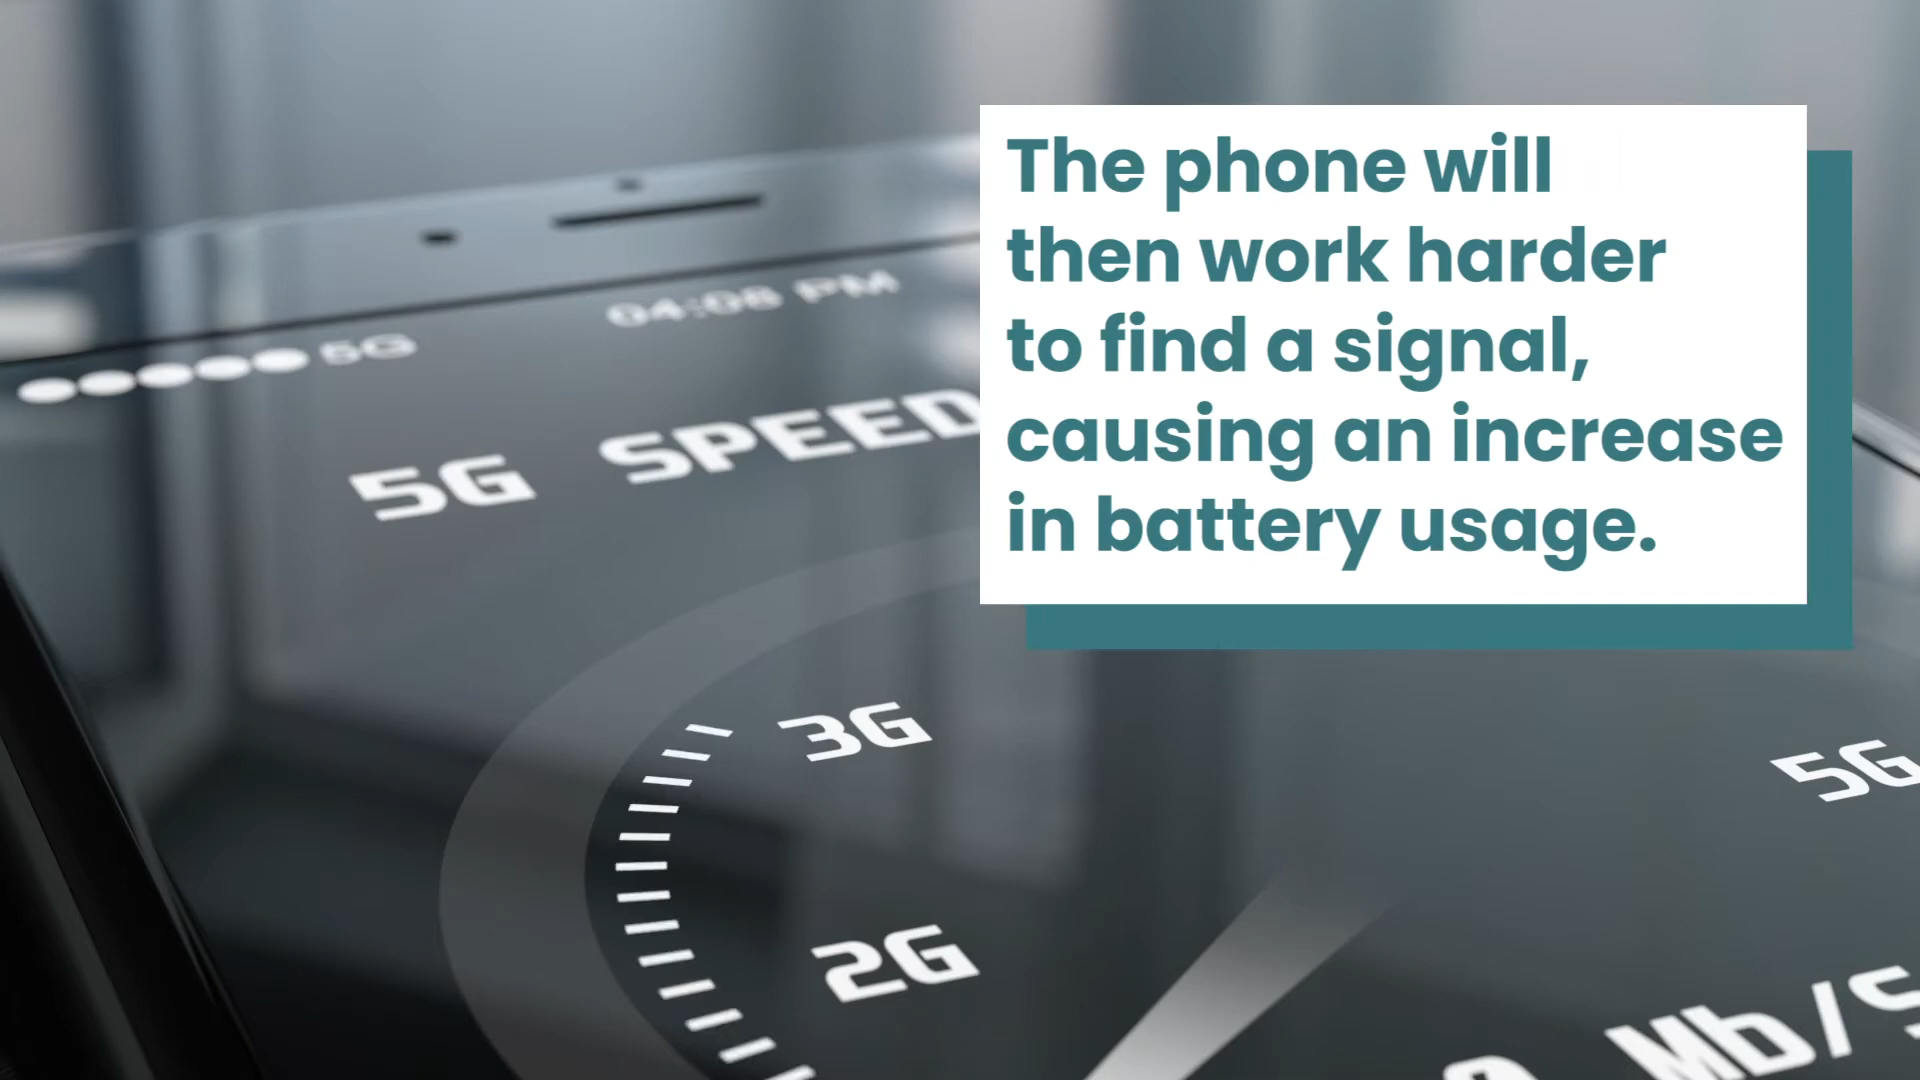 The phone will
then work harder
to find a signal,
causing an increase
in battery usage.
04:08 PM
5G
5G SPEED
3G
5G
2G
Mb/s